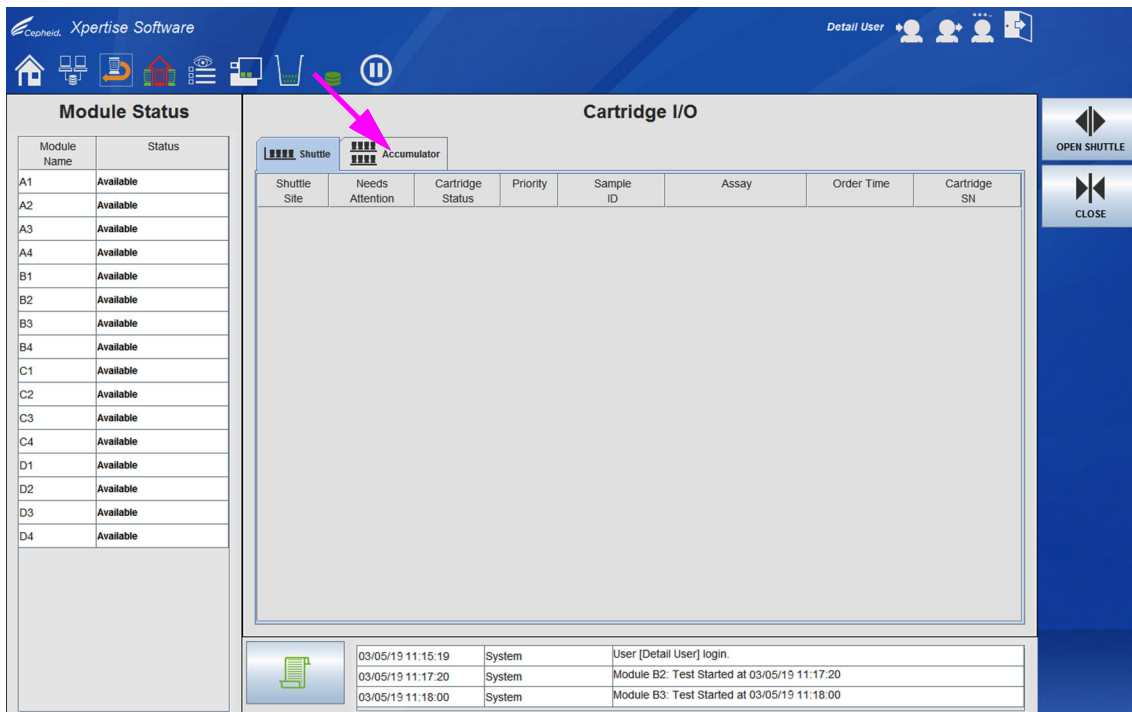 Cepheid. Xpertise Software
Detail User
Module Status
Module Name Status
A1 Available
A2 Available
A3 Available
A4 Available
B1 Available
B2 Available
B3 Available
B4 Available
C1 Available
C2 Available
C3 Available
C4 Available
D1 Available
D2 Available
D3 Available
D4 Available
Cartridge I/O
Shuttle Accumulator
Shuttle Site Needs Attention Cartridge Status Priority Sample ID Assay Order Time Cartridge SN
03/05/19 11:15:19 System User [Detail User] login.
03/05/19 11:17:20 System Module B2: Test Started at 03/05/19 11:17:20
03/05/19 11:18:00 System Module B3: Test Started at 03/05/19 11:18:00
OPEN SHUTTLE
CLOSE